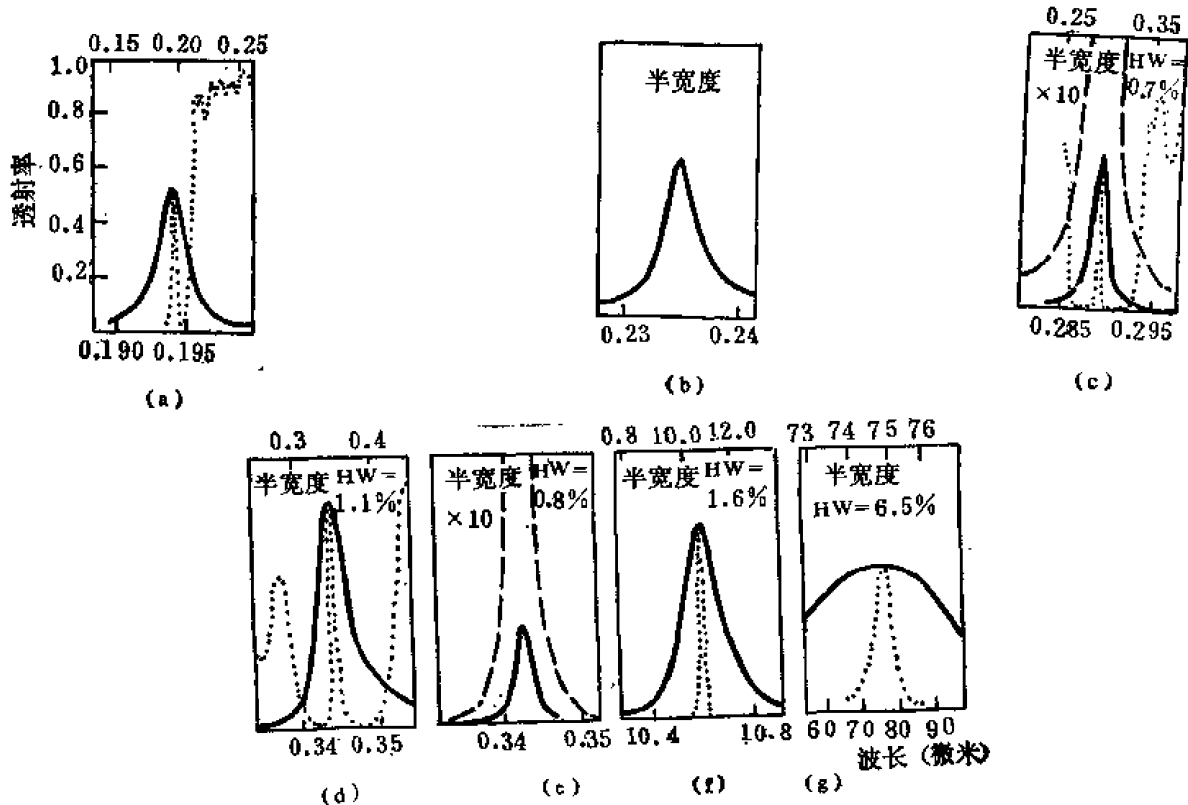 0.15 0.20 0.25
1.0
0.8
0.6
0.4
0.2
透射率
0.190 0.195
(a)
半宽度
0.23 0.24
(b)
0.25 0.35
半宽度 HW=
×10 0.7%
0.285 0.295
(c)
0.3 0.4
半宽度 HW=
1.1%
0.34 0.35
(d)
半宽度 HW=
×10 0.8%
0.34 0.35
(e)
0.8 10.0 12.0
半宽度 HW=
1.6%
10.4 10.8
(f)
73 74 75 76
半宽度
HW=6.5%
60 70 80 90
波长(微米)
(g)